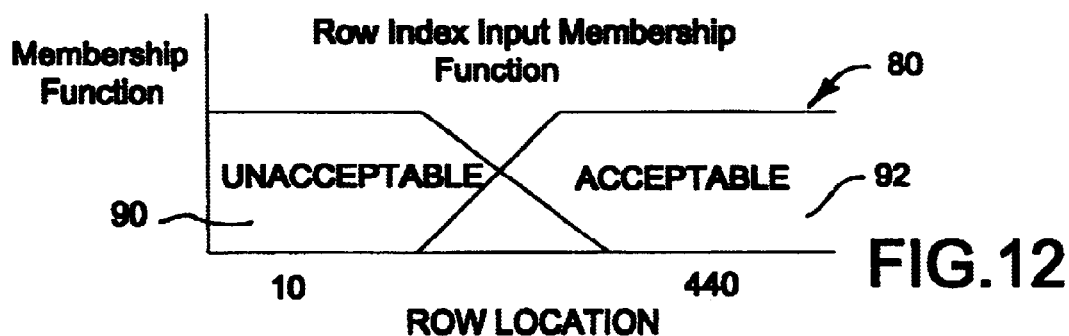 Row Index Input Membership
Function
Membership
Function
80
UNACCEPTABLE
ACCEPTABLE
90
92
10
440
ROW LOCATION
FIG.12